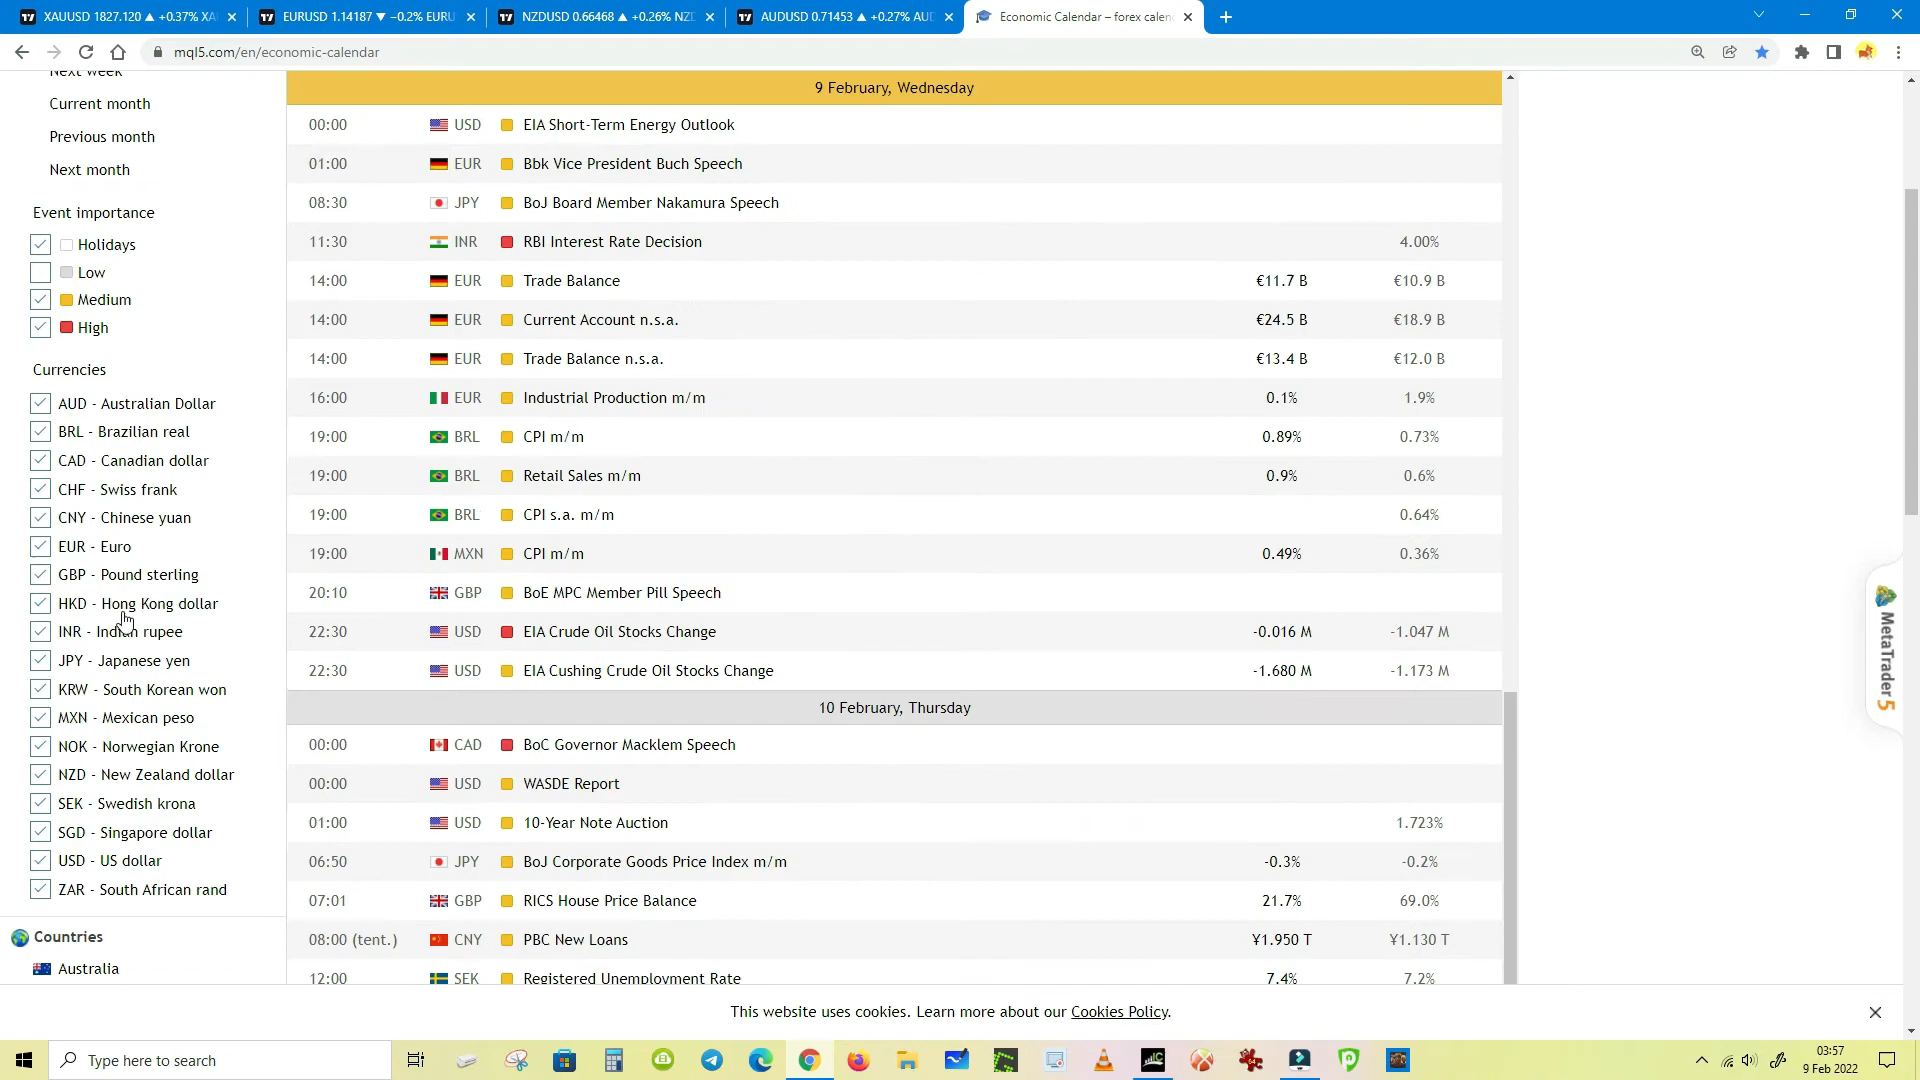 XAUUSD 1827.120 ▲ +0.37% XA
EURUSD 1.14187 ▼ −0.2% EURU
NZDUSD 0.66468 ▲ +0.26% NZD
AUDUSD 0.71453 ▲ +0.27% AUD
Economic Calendar – forex calen
mql5.com/en/economic-calendar
Next week
Current month
Previous month
Next month
Event importance
Holidays
Low
Medium
High
Currencies
AUD - Australian Dollar
BRL - Brazilian real
CAD - Canadian dollar
CHF - Swiss frank
CNY - Chinese yuan
EUR - Euro
GBP - Pound sterling
HKD - Hong Kong dollar
INR - Indian rupee
JPY - Japanese yen
KRW - South Korean won
MXN - Mexican peso
NOK - Norwegian Krone
NZD - New Zealand dollar
SEK - Swedish krona
SGD - Singapore dollar
USD - US dollar
ZAR - South African rand
Countries
Australia
9 February, Wednesday
00:00 USD EIA Short-Term Energy Outlook
01:00 EUR Bbk Vice President Buch Speech
08:30 JPY BoJ Board Member Nakamura Speech
11:30 INR RBI Interest Rate Decision 4.00%
14:00 EUR Trade Balance €11.7 B €10.9 B
14:00 EUR Current Account n.s.a. €24.5 B €18.9 B
14:00 EUR Trade Balance n.s.a. €13.4 B €12.0 B
16:00 EUR Industrial Production m/m 0.1% 1.9%
19:00 BRL CPI m/m 0.89% 0.73%
19:00 BRL Retail Sales m/m 0.9% 0.6%
19:00 BRL CPI s.a. m/m 0.64%
19:00 MXN CPI m/m 0.49% 0.36%
20:10 GBP BoE MPC Member Pill Speech
22:30 USD EIA Crude Oil Stocks Change -0.016 M -1.047 M
22:30 USD EIA Cushing Crude Oil Stocks Change -1.680 M -1.173 M
10 February, Thursday
00:00 CAD BoC Governor Macklem Speech
00:00 USD WASDE Report
01:00 USD 10-Year Note Auction 1.723%
06:50 JPY BoJ Corporate Goods Price Index m/m -0.3% -0.2%
07:01 GBP RICS House Price Balance 21.7% 69.0%
08:00 (tent.) CNY PBC New Loans ¥1.950 T ¥1.130 T
12:00 SEK Registered Unemployment Rate 7.4% 7.2%
MetaTrader 5
This website uses cookies. Learn more about our Cookies Policy.
Type here to search
03:57
9 Feb 2022